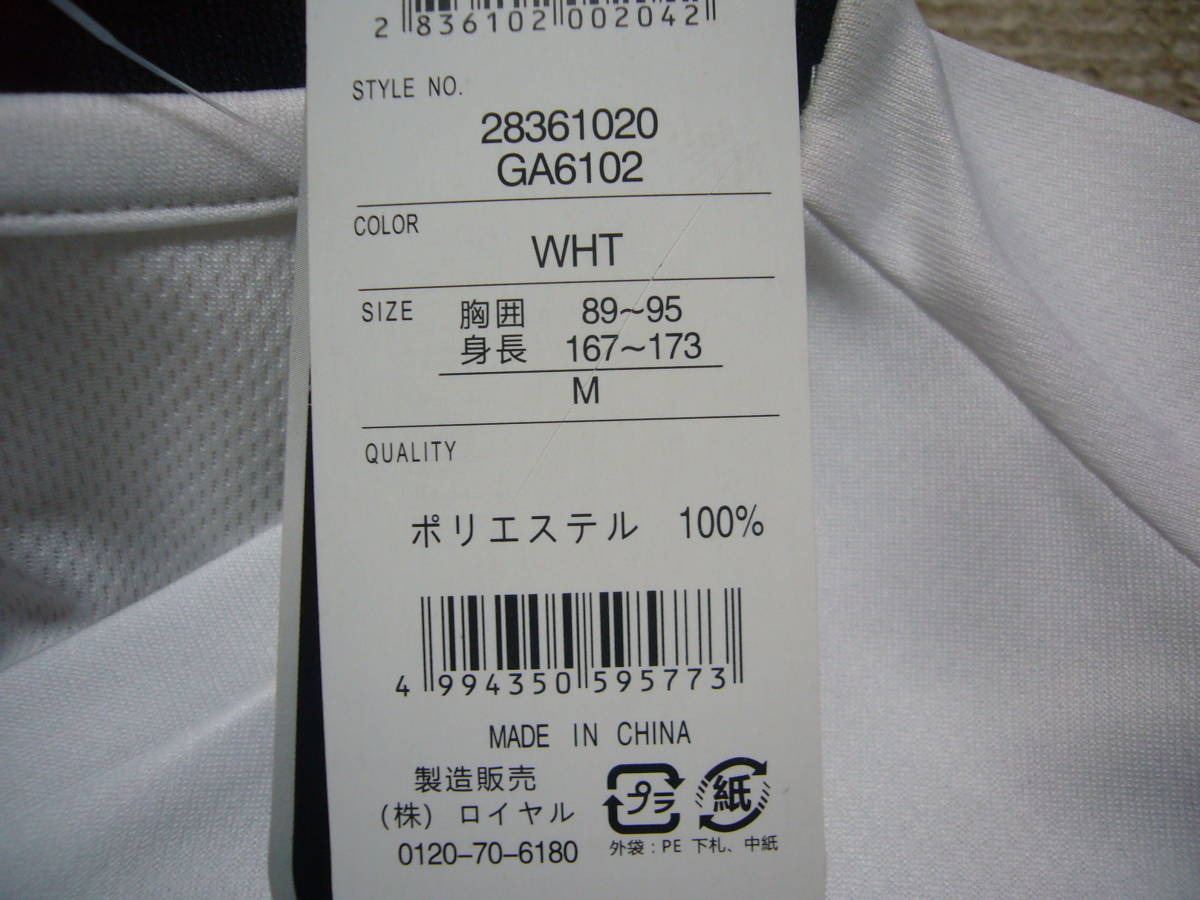 2 836102 002042
STYLE NO.
28361020
GA6102
COLOR
WHT
SIZE 胸囲 89~95
身長 167~173
M
QUALITY
ポリエステル 100%
4 994350 595773
MADE IN CHINA
製造販売
(株) ロイヤル
0120-70-6180
プラ 紙
外袋:PE 下札、中紙